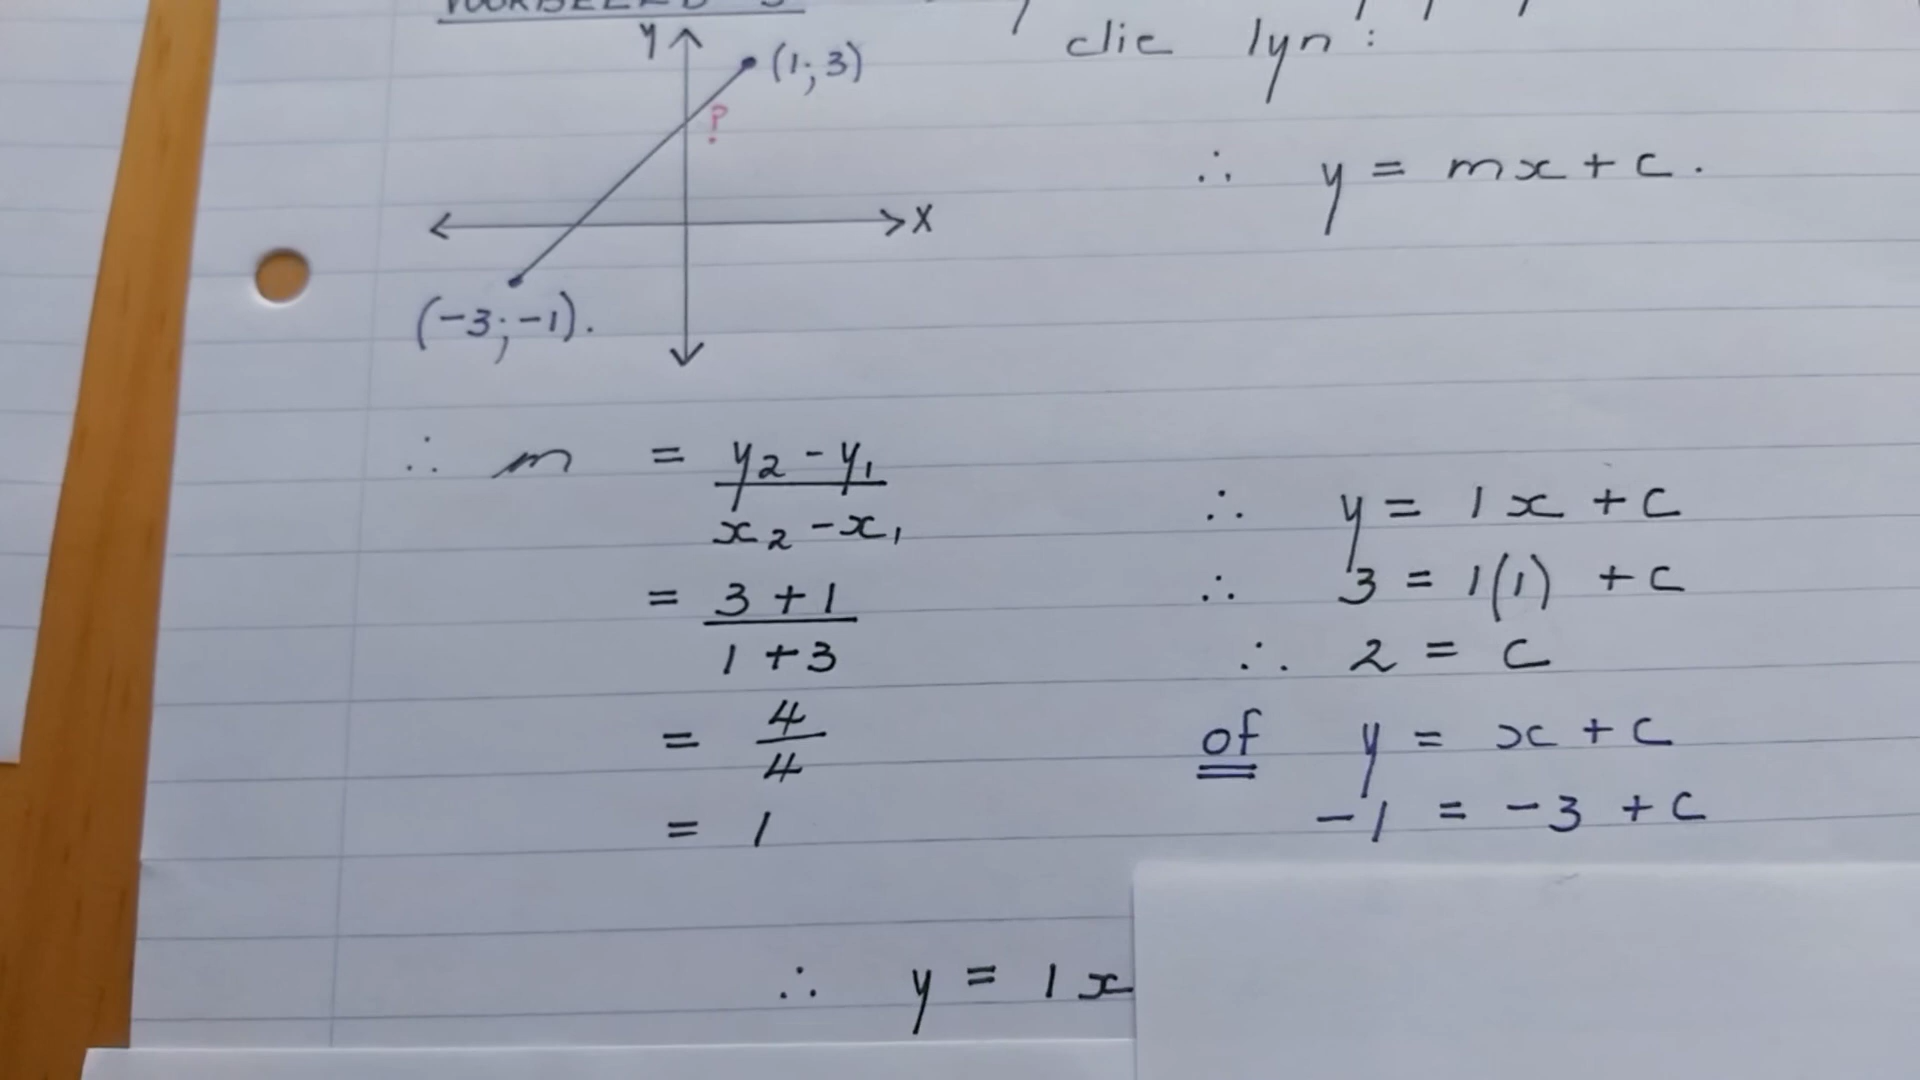 VOORBEELD
die lyn:
Y
(1; 3)
?
∴ y = mx + c.
X
(-3; -1).
∴ m = y₂ - y₁
x₂ - x₁
∴ y = 1x + c
= 3 + 1
1 + 3
∴ 3 = 1(1) + c
∴ 2 = c
= 4
4
of y = x + c
= 1
-1 = -3 + c
∴ y = 1x